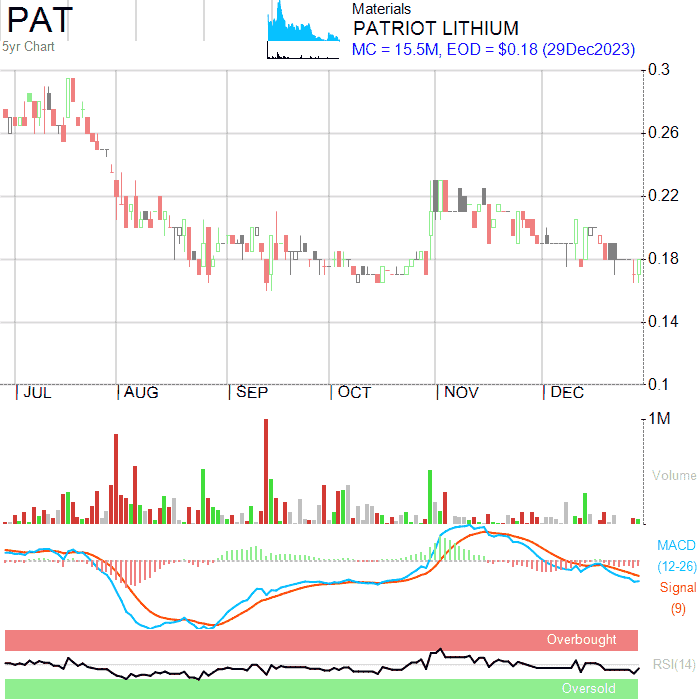 PAT
5yr Chart
Materials
PATRIOT LITHIUM
MC = 15.5M, EOD = $0.18 (29Dec2023)
0.3
0.26
0.22
0.18
0.14
0.1
JUL AUG SEP OCT NOV DEC
1M
Volume
MACD
(12-26)
Signal
(9)
Overbought
RSI(14)
Oversold